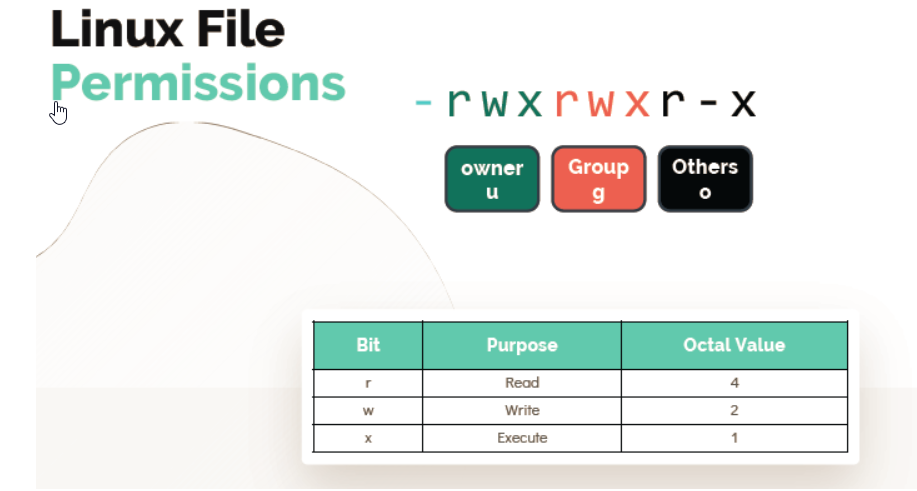 Linux File
Permissions
-rwxrwxr-x
owner
u
Group
g
Others
o
Bit Purpose Octal Value
r Read 4
w Write 2
x Execute 1